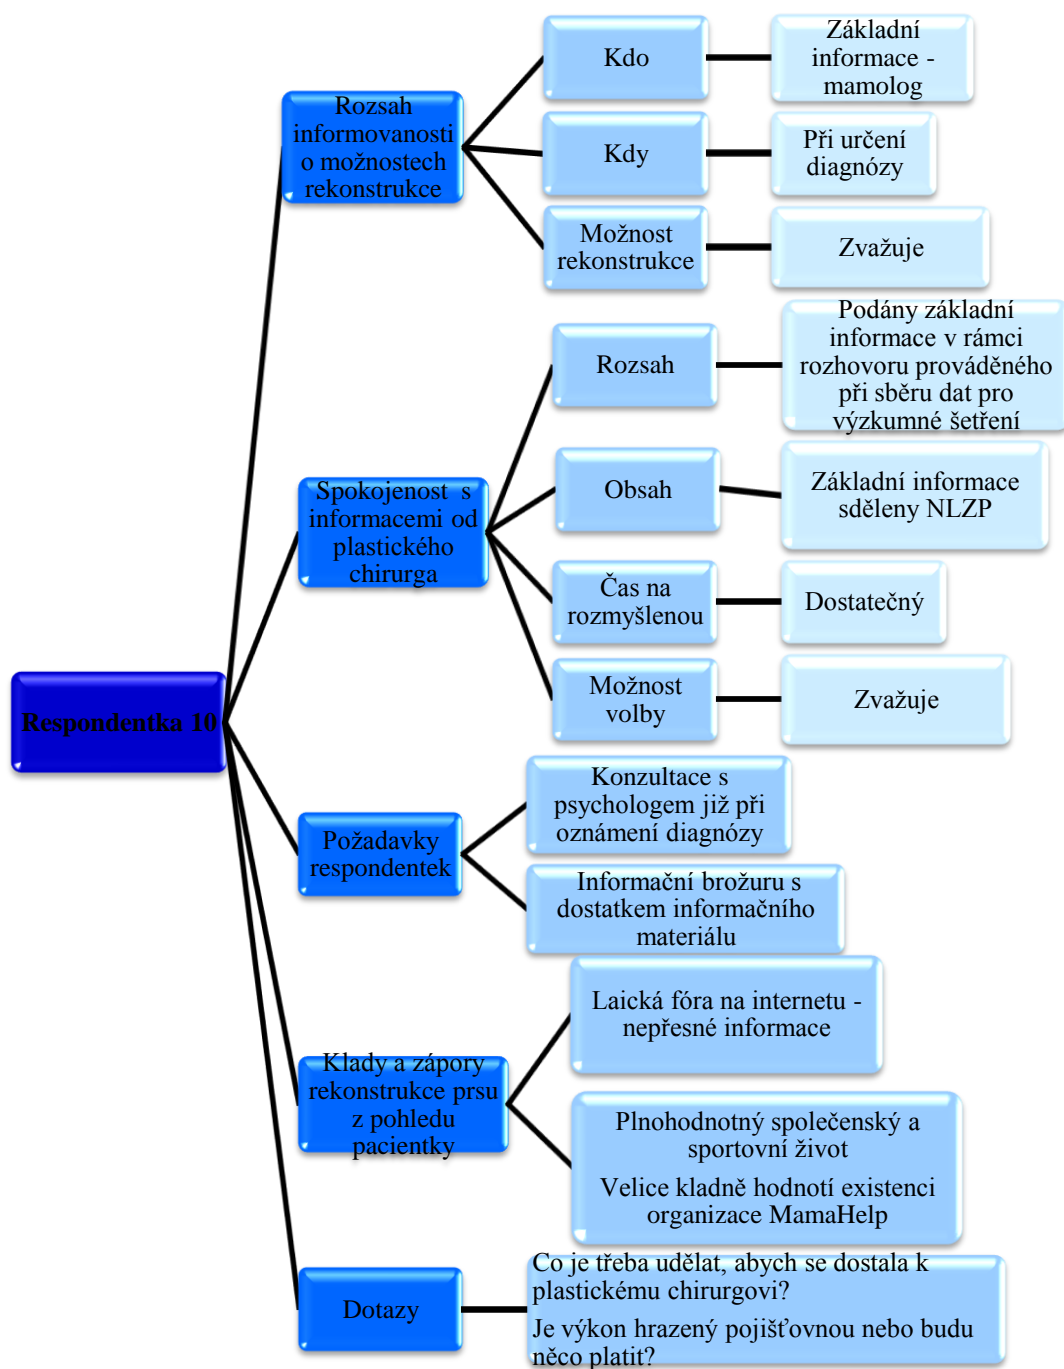 Respondentka 10
Rozsah
informovanosti
o možnostech
rekonstrukce
Kdo
Základní
informace -
mamolog
Kdy
Při určení
diagnózy
Možnost
rekonstrukce
Zvažuje
Spokojenost s
informacemi od
plastického
chirurga
Rozsah
Podány základní
informace v rámci
rozhovoru prováděného
při sběru dat pro
výzkumné šetření
Obsah
Základní informace
sděleny NLZP
Čas na
rozmyšlenou
Dostatečný
Možnost
volby
Zvažuje
Požadavky
respondentek
Konzultace s
psychologem již při
oznámení diagnózy
Informační brožuru s
dostatkem informačního
materiálu
Klady a zápory
rekonstrukce prsu
z pohledu
pacientky
Laická fóra na internetu -
nepřesné informace
Plnohodnotný společenský a
sportovní život
Velice kladně hodnotí existenci
organizace MamaHelp
Dotazy
Co je třeba udělat, abych se dostala k
plastickému chirurgovi?
Je výkon hrazený pojišťovnou nebo budu
něco platit?